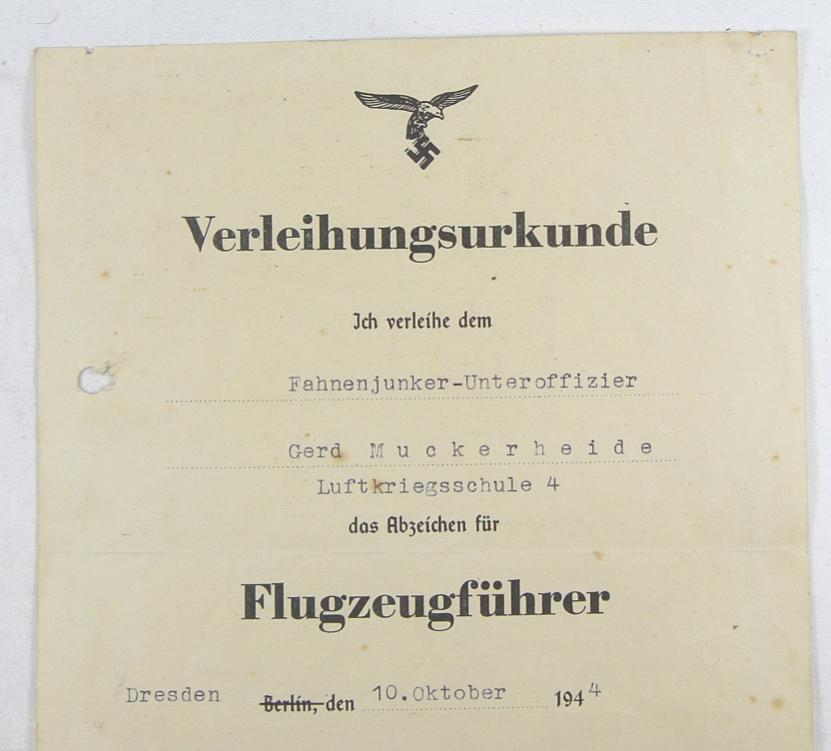 Verleihungsurkunde
Ich verleihe dem
Fahnenjunker-Unteroffizier
Gerd M u c k e r h e i d e
Luftkriegsschule 4
das Abzeichen für
Flugzeugführer
Dresden Berlin, den 10.Oktober 1944